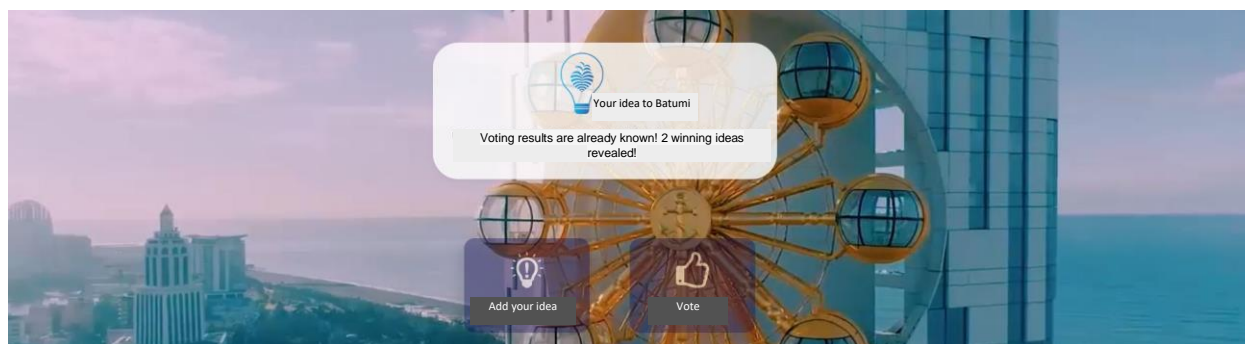 Your idea to Batumi
Voting results are already known! 2 winning ideas
revealed!
Add your idea
Vote